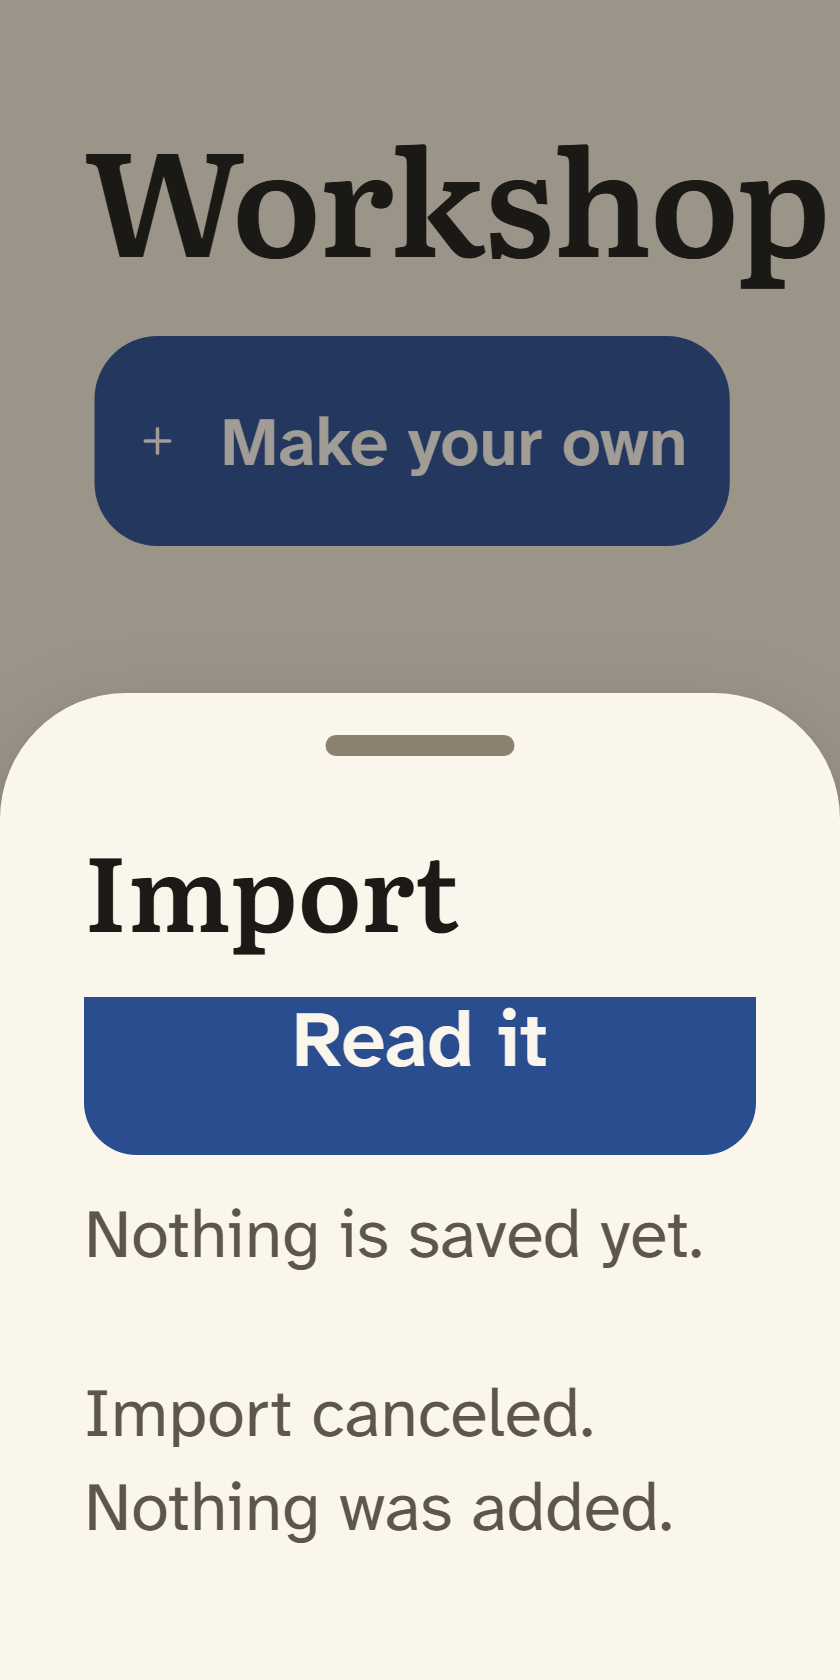 Workshop
+ Make your own
Import
Read it
Nothing is saved yet.
Import canceled.
Nothing was added.